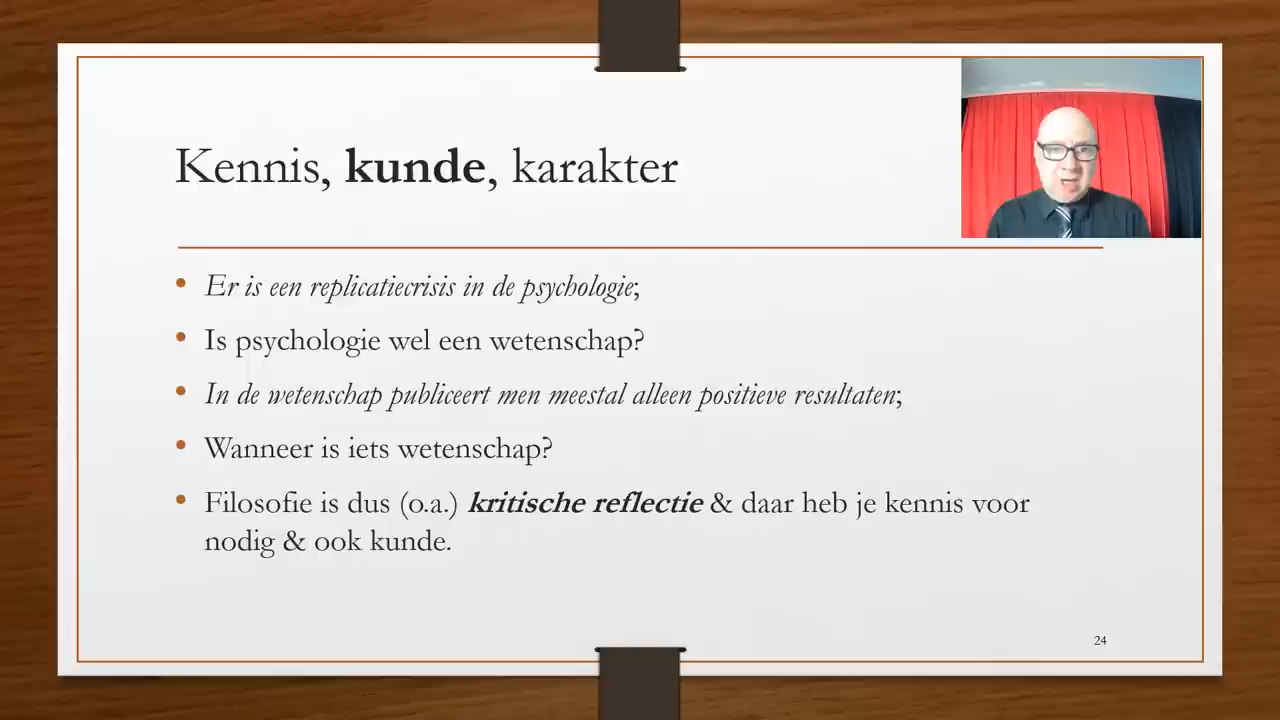 Kennis, kunde, karakter
• Er is een replicatiecrisis in de psychologie;
• Is psychologie wel een wetenschap?
• In de wetenschap publiceert men meestal alleen positieve resultaten;
• Wanneer is iets wetenschap?
• Filosofie is dus (o.a.) kritische reflectie & daar heb je kennis voor
nodig & ook kunde.
24